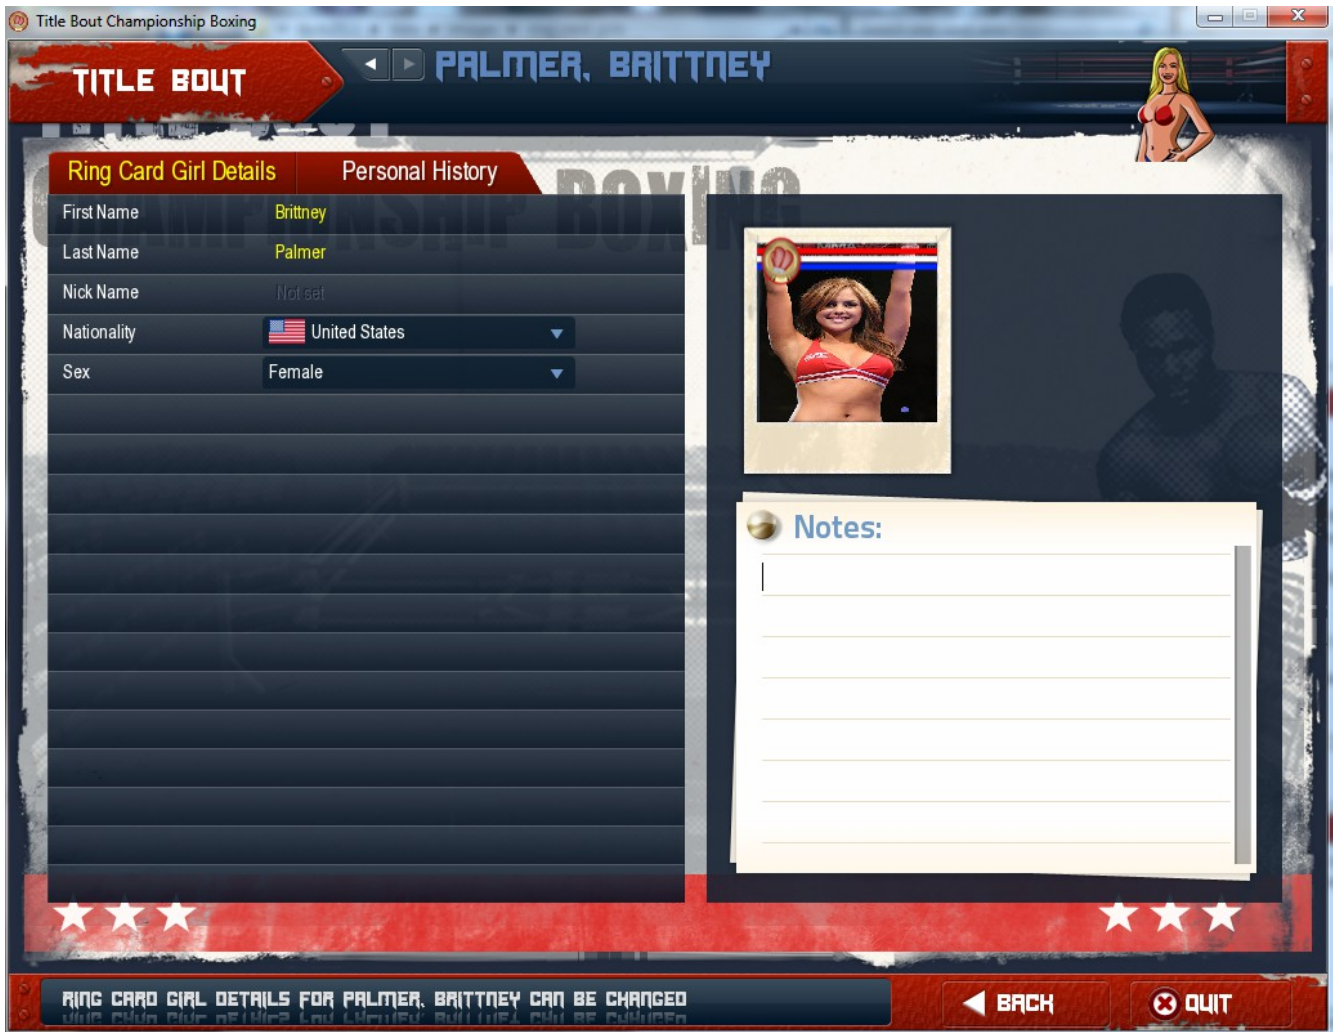 Title Bout Championship Boxing
TITLE BOUT
PALMER, BRITTNEY
Ring Card Girl Details
Personal History
CHAMPIONSHIP BOXING
First Name Brittney
Last Name Palmer
Nick Name Not set
Nationality United States
Sex Female
Notes:
RING CARD GIRL DETAILS FOR PALMER, BRITTNEY CAN BE CHANGED
BACK
QUIT